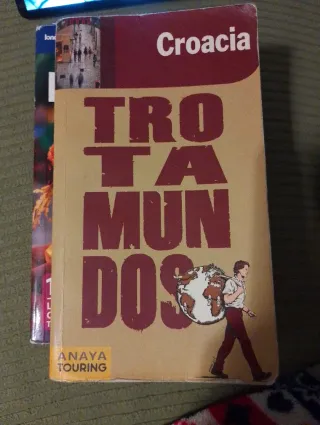 Croacia
TRO
TA
MUN
DOS
ANAYA
TOURING